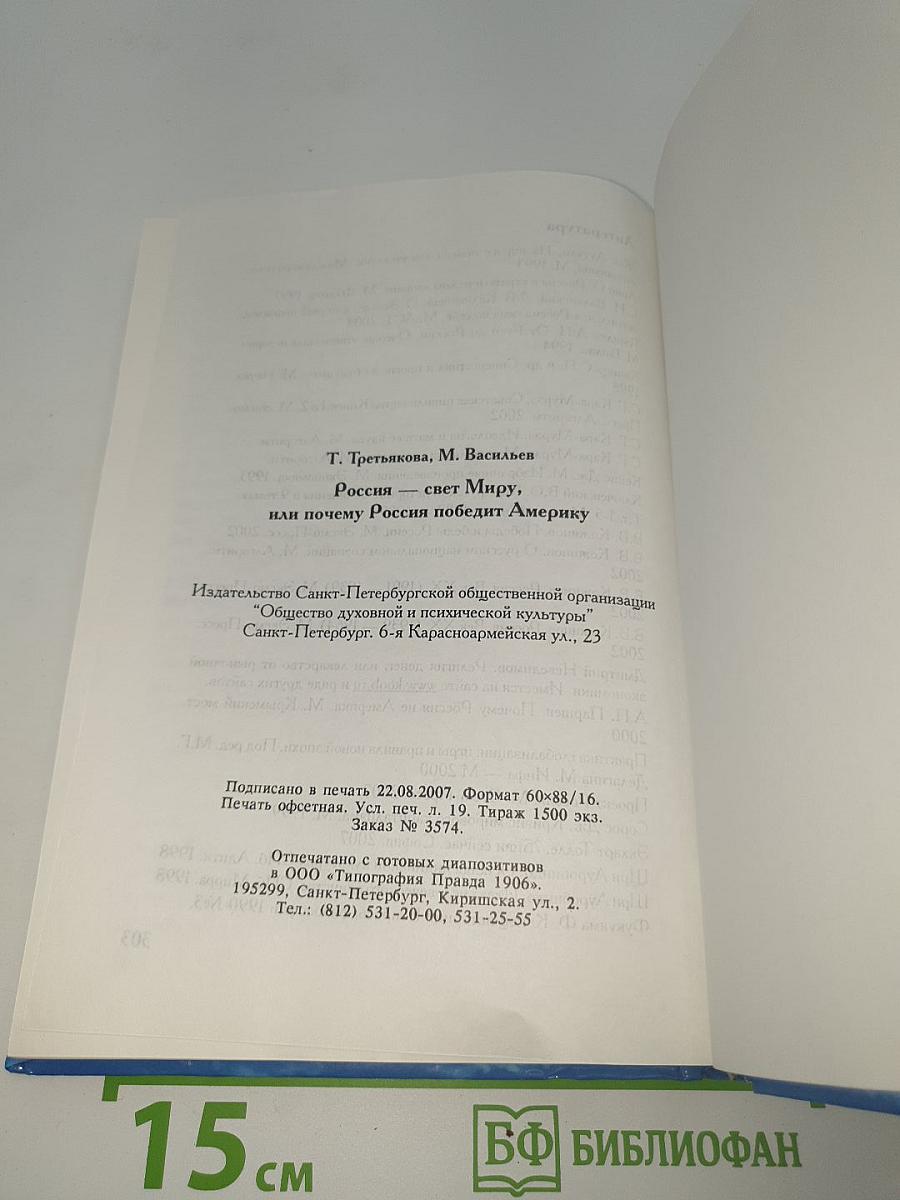 Т. Третьякова, М. Васильев
Россия — свет Миру,
или почему Россия победит Америку
Издательство Санкт-Петербургской общественной организации
"Общество духовной и психической культуры"
Санкт-Петербург. 6-я Карасноармейская ул., 23
Подписано в печать 22.08.2007. Формат 60×88/16.
Печать офсетная. Усл. печ. л. 19. Тираж 1500 экз.
Заказ № 3574.
Отпечатано с готовых диапозитивов
в ООО «Типография Правда 1906».
195299, Санкт-Петербург, Киришская ул., 2.
Тел.: (812) 531-20-00, 531-25-55
15 см
БФ БИБЛИОФАН